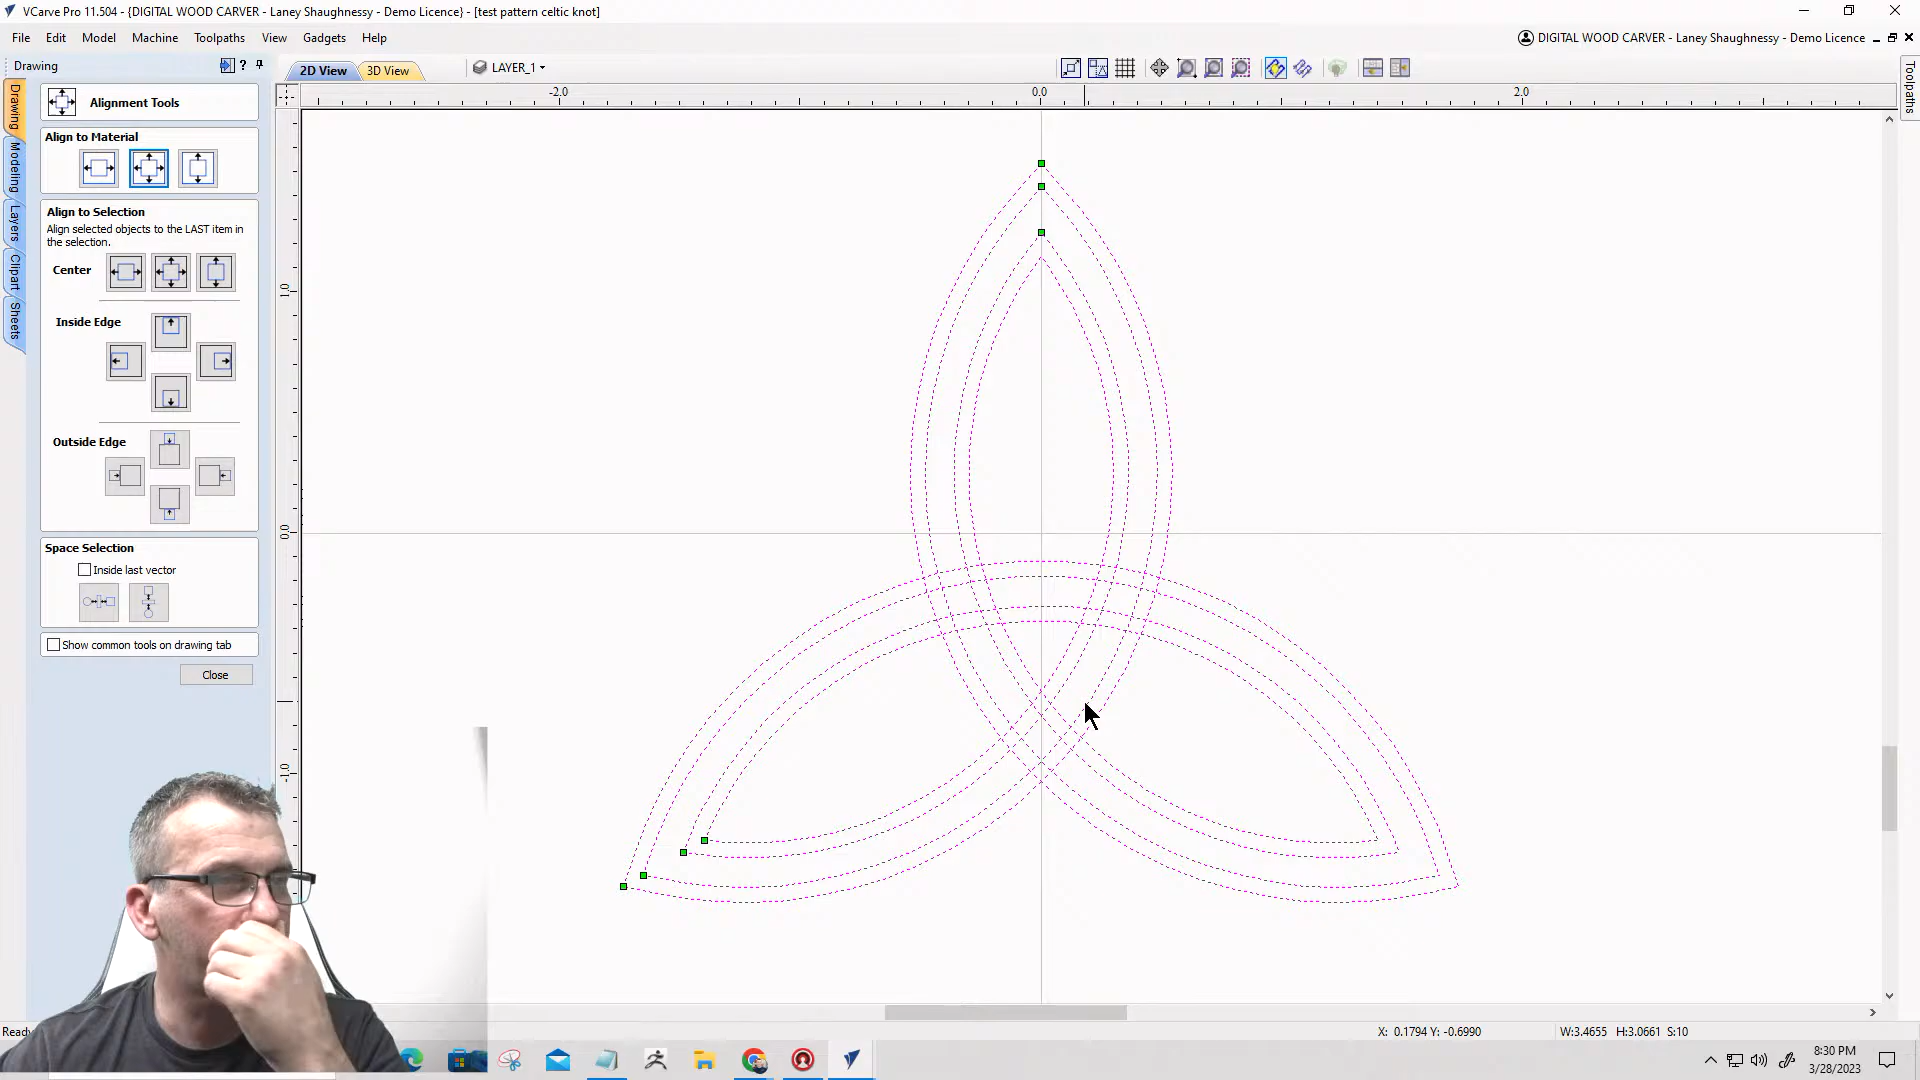 VCarve Pro 11.504 - {DIGITAL WOOD CARVER - Laney Shaughnessy - Demo Licence} - [test pattern celtic knot]
File Edit Model Machine Toolpaths View Gadgets Help
DIGITAL WOOD CARVER - Laney Shaughnessy - Demo Licence
Drawing
2D View
3D View
LAYER_1
Toolpaths
Drawing
Modeling
Layers
Clipart
Sheets
Alignment Tools
Align to Material
Align to Selection
Align selected objects to the LAST item in
the selection.
Center
Inside Edge
Outside Edge
Space Selection
Inside last vector
Show common tools on drawing tab
Close
-2.0
0.0
2.0
1.0
0.0
-1.0
Ready
X: 0.1794 Y: -0.6990
W:3.4655 H:3.0661 S:10
8:30 PM
3/28/2023